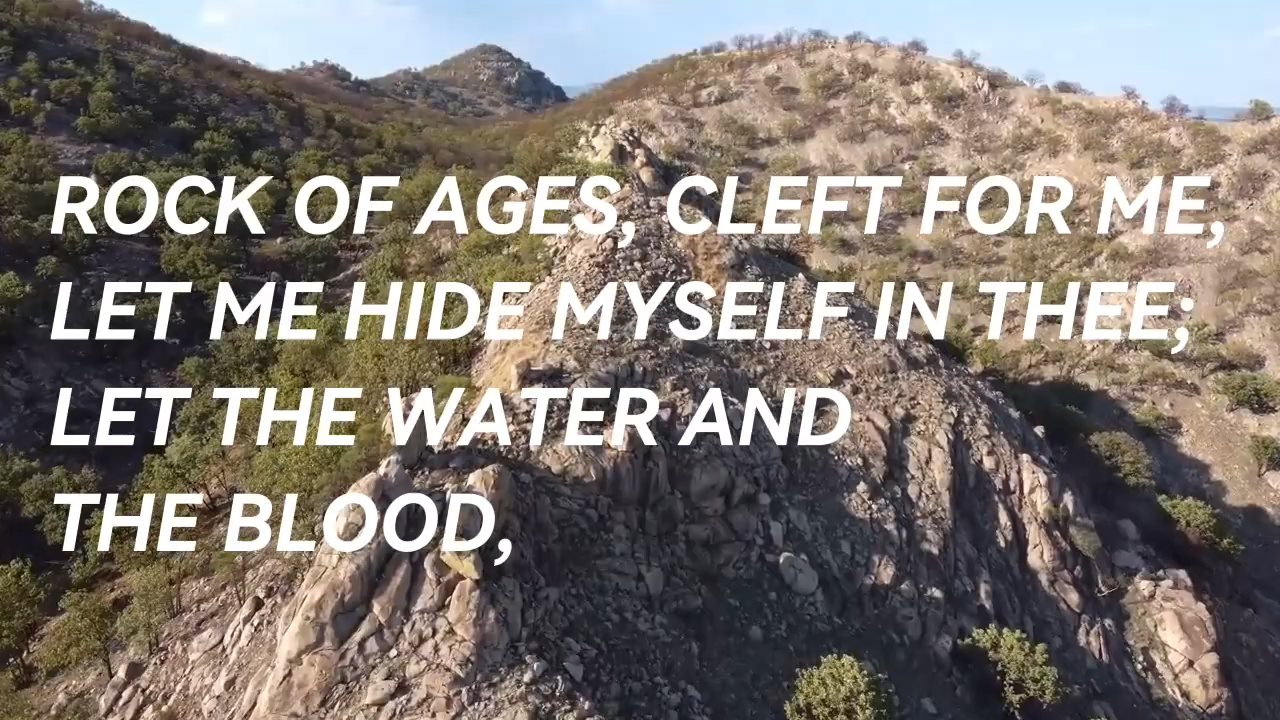 ROCK OF AGES, CLEFT FOR ME,
LET ME HIDE MYSELF IN THEE;
LET THE WATER AND
THE BLOOD,